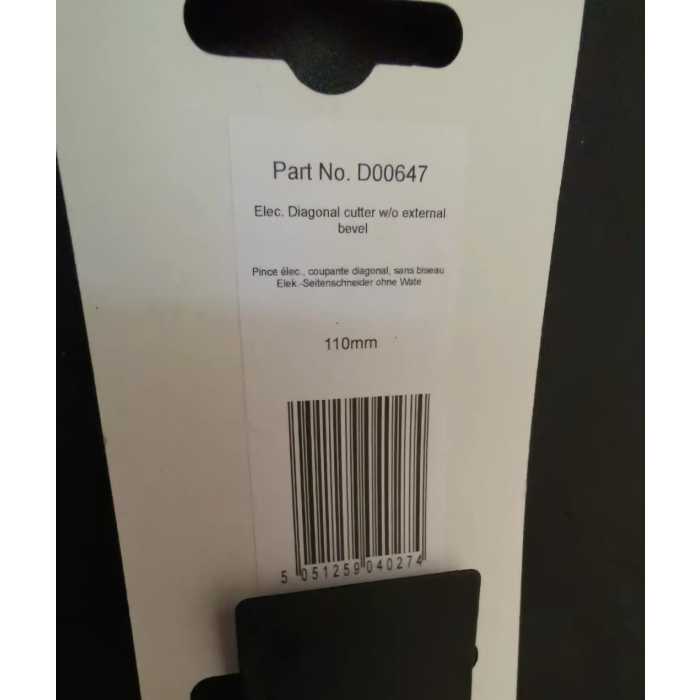 Part No. D00647
Elec. Diagonal cutter w/o external
bevel
Pince élec., coupante diagonal, sans biseau
Elek.-Seitenschneider ohne Wate
110mm
5 051259 040274